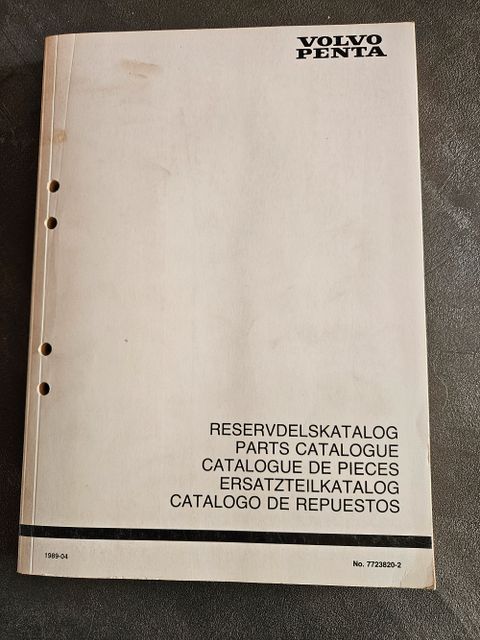 VOLVO
PENTA
RESERVDELSKATALOG
PARTS CATALOGUE
CATALOGUE DE PIECES
ERSATZTEILKATALOG
CATALOGO DE REPUESTOS
1989-04
No. 7723820-2